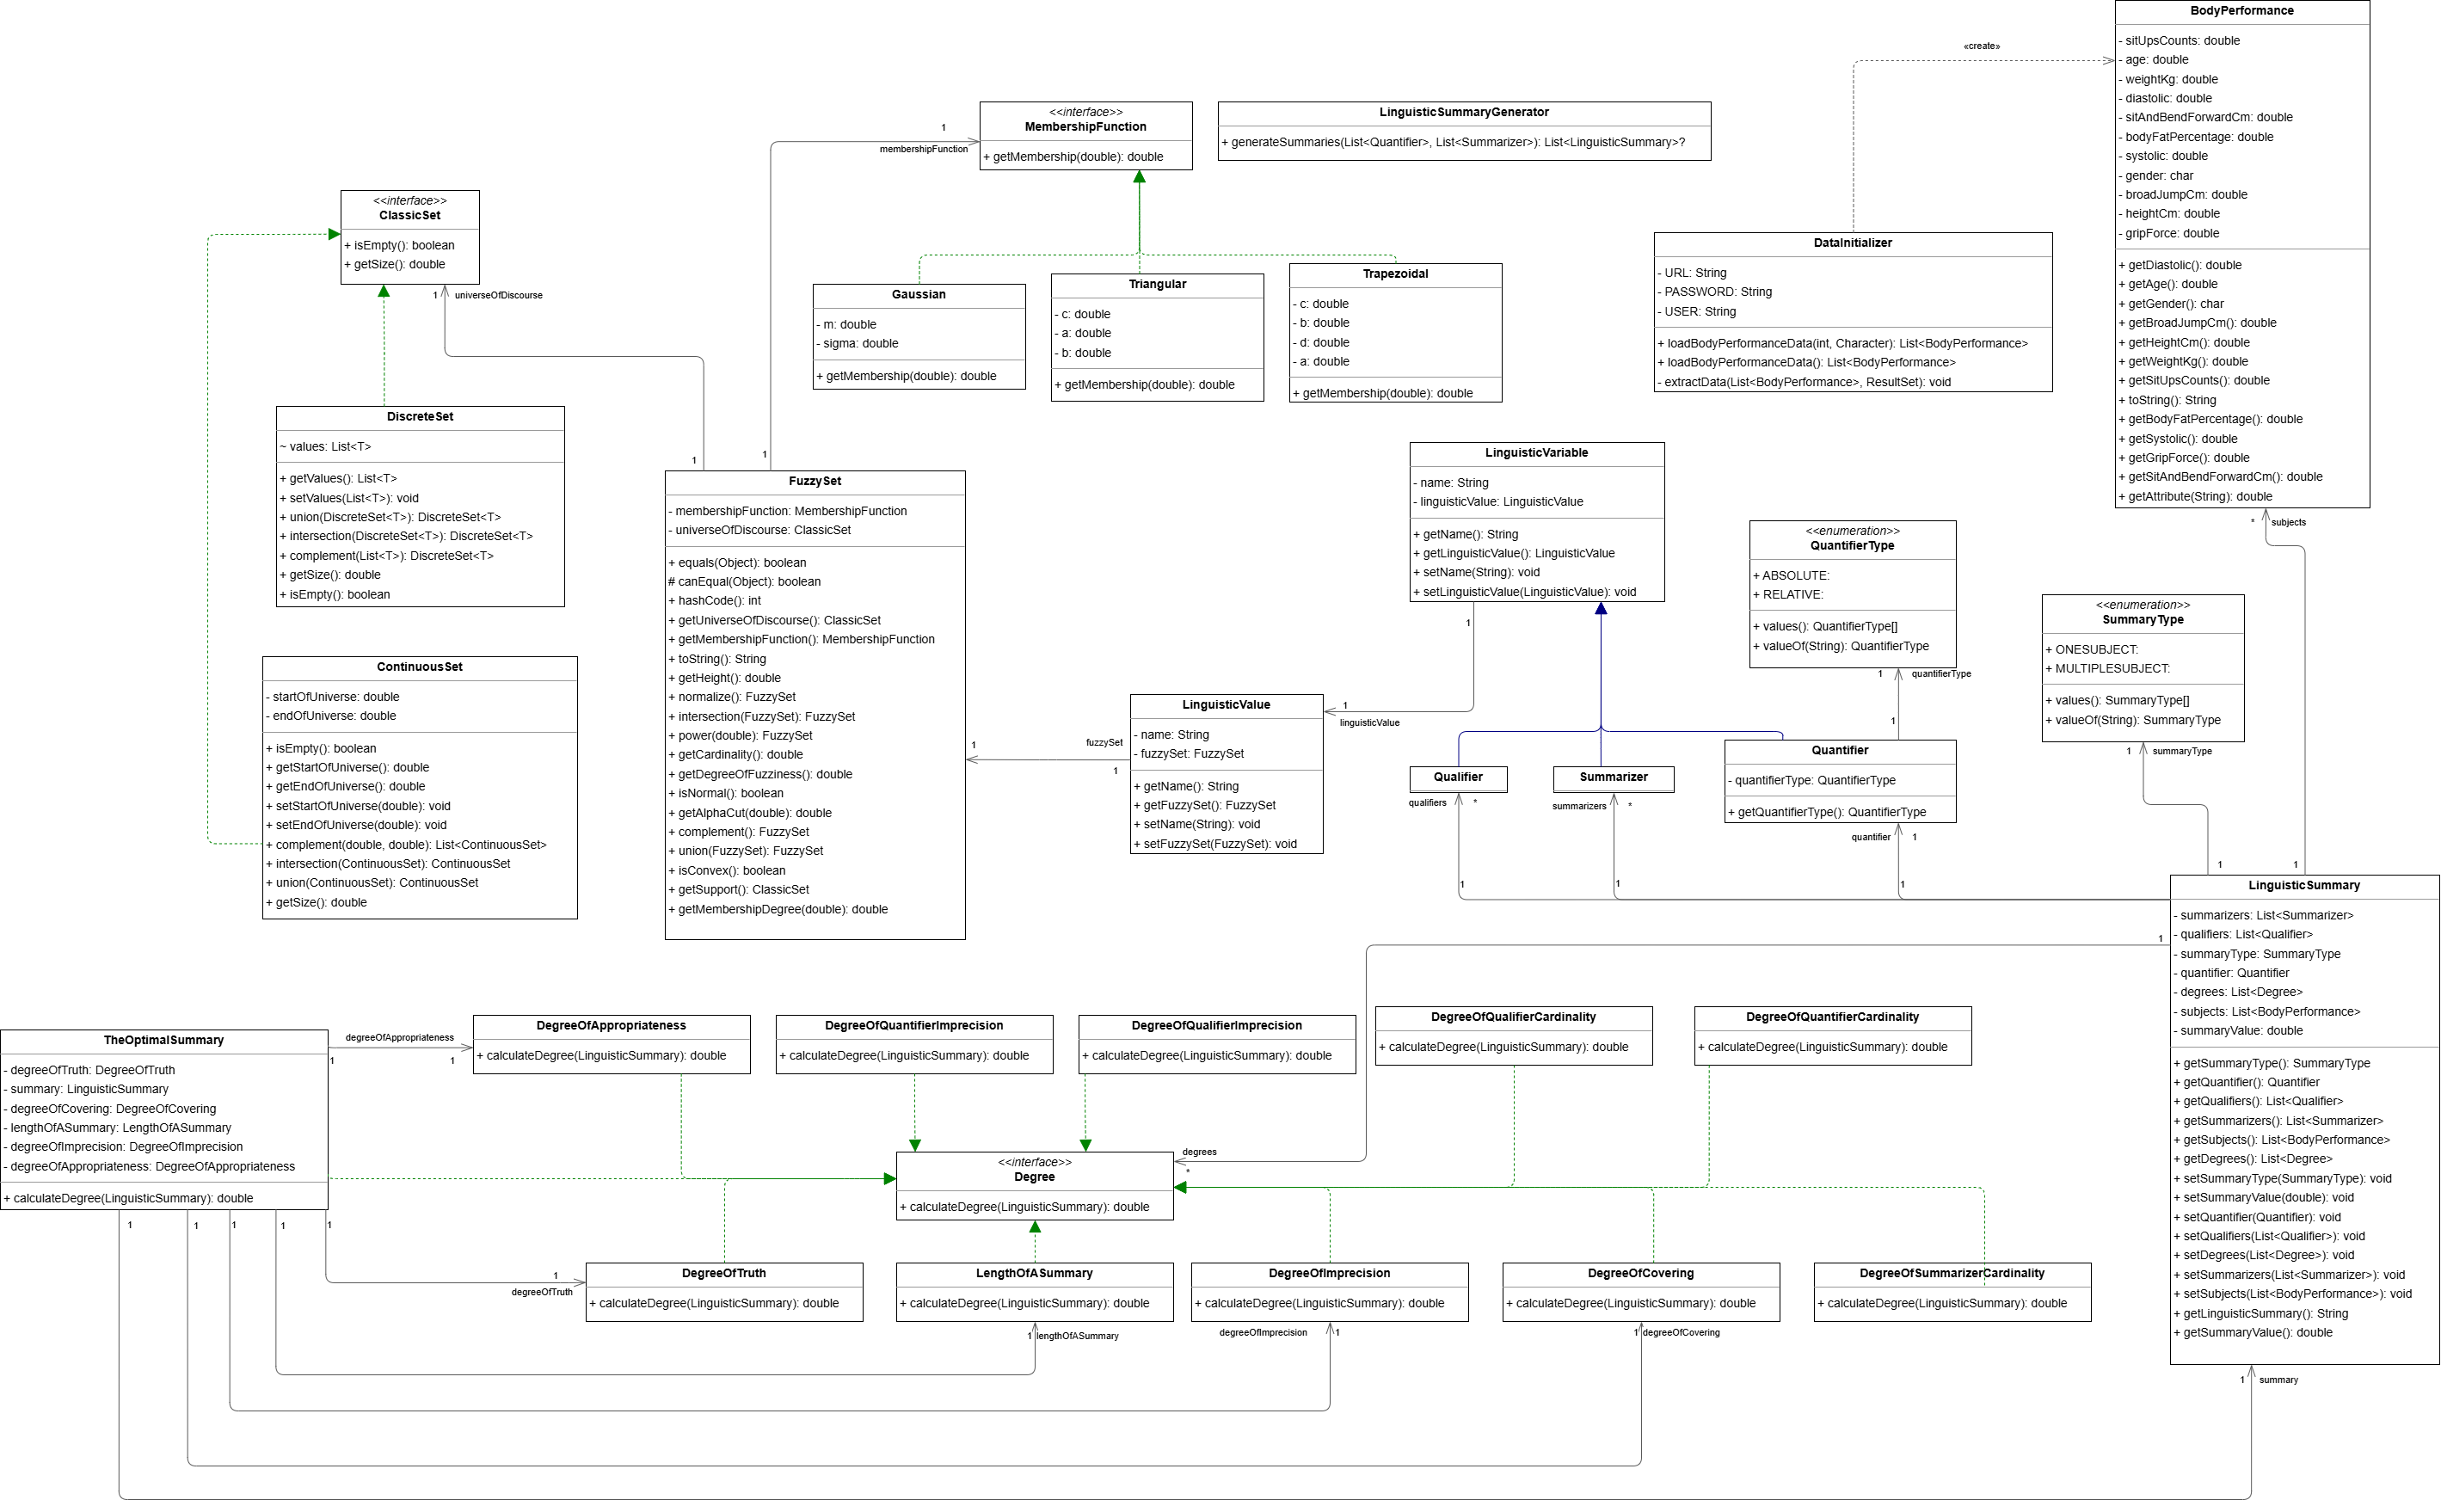 BodyPerformance
- sitUpsCounts: double
- age: double
- weightKg: double
- diastolic: double
- sitAndBendForwardCm: double
- bodyFatPercentage: double
- systolic: double
- gender: char
- broadJumpCm: double
- heightCm: double
- gripForce: double
+ getDiastolic(): double
+ getAge(): double
+ getGender(): char
+ getBroadJumpCm(): double
+ getHeightCm(): double
+ getWeightKg(): double
+ getSitUpsCounts(): double
+ toString(): String
+ getBodyFatPercentage(): double
+ getSystolic(): double
+ getGripForce(): double
+ getSitAndBendForwardCm(): double
+ getAttribute(String): double
«create»
<<interface>>
MembershipFunction
+ getMembership(double): double
1
membershipFunction
1
LinguisticSummaryGenerator
+ generateSummaries(List<Quantifier>, List<Summarizer>): List<LinguisticSummary>?
<<interface>>
ClassicSet
+ isEmpty(): boolean
+ getSize(): double
1
universeOfDiscourse
1
DataInitializer
- URL: String
- PASSWORD: String
- USER: String
+ loadBodyPerformanceData(int, Character): List<BodyPerformance>
+ loadBodyPerformanceData(): List<BodyPerformance>
- extractData(List<BodyPerformance>, ResultSet): void
Gaussian
- m: double
- sigma: double
+ getMembership(double): double
Triangular
- c: double
- a: double
- b: double
+ getMembership(double): double
Trapezoidal
- c: double
- b: double
- d: double
- a: double
+ getMembership(double): double
DiscreteSet
~ values: List<T>
+ getValues(): List<T>
+ setValues(List<T>): void
+ union(DiscreteSet<T>): DiscreteSet<T>
+ intersection(DiscreteSet<T>): DiscreteSet<T>
+ complement(List<T>): DiscreteSet<T>
+ getSize(): double
+ isEmpty(): boolean
ContinuousSet
- startOfUniverse: double
- endOfUniverse: double
+ isEmpty(): boolean
+ getStartOfUniverse(): double
+ getEndOfUniverse(): double
+ setStartOfUniverse(double): void
+ setEndOfUniverse(double): void
+ complement(double, double): List<ContinuousSet>
+ intersection(ContinuousSet): ContinuousSet
+ union(ContinuousSet): ContinuousSet
+ getSize(): double
FuzzySet
- membershipFunction: MembershipFunction
- universeOfDiscourse: ClassicSet
+ equals(Object): boolean
# canEqual(Object): boolean
+ hashCode(): int
+ getUniverseOfDiscourse(): ClassicSet
+ getMembershipFunction(): MembershipFunction
+ toString(): String
+ getHeight(): double
+ normalize(): FuzzySet
+ intersection(FuzzySet): FuzzySet
+ power(double): FuzzySet
+ getCardinality(): double
+ getDegreeOfFuzziness(): double
+ isNormal(): boolean
+ getAlphaCut(double): double
+ complement(): FuzzySet
+ union(FuzzySet): FuzzySet
+ isConvex(): boolean
+ getSupport(): ClassicSet
+ getMembershipDegree(double): double
LinguisticVariable
- name: String
- linguisticValue: LinguisticValue
+ getName(): String
+ getLinguisticValue(): LinguisticValue
+ setName(String): void
+ setLinguisticValue(LinguisticValue): void
1
1
linguisticValue
<<enumeration>>
QuantifierType
+ ABSOLUTE:
+ RELATIVE:
+ values(): QuantifierType[]
+ valueOf(String): QuantifierType
1 quantifierType
1
<<enumeration>>
SummaryType
+ ONESUBJECT:
+ MULTIPLESUBJECT:
+ values(): SummaryType[]
+ valueOf(String): SummaryType
1 summaryType
* subjects
LinguisticValue
- name: String
- fuzzySet: FuzzySet
+ getName(): String
+ getFuzzySet(): FuzzySet
+ setName(String): void
+ setFuzzySet(FuzzySet): void
1
fuzzySet
1
Qualifier
qualifiers *
Summarizer
summarizers *
Quantifier
- quantifierType: QuantifierType
+ getQuantifierType(): QuantifierType
quantifier 1
1
1
1
1
1
LinguisticSummary
- summarizers: List<Summarizer>
- qualifiers: List<Qualifier>
- summaryType: SummaryType
- quantifier: Quantifier
- degrees: List<Degree>
- subjects: List<BodyPerformance>
- summaryValue: double
+ getSummaryType(): SummaryType
+ getQuantifier(): Quantifier
+ getQualifiers(): List<Qualifier>
+ getSummarizers(): List<Summarizer>
+ getSubjects(): List<BodyPerformance>
+ getDegrees(): List<Degree>
+ setSummaryType(SummaryType): void
+ setSummaryValue(double): void
+ setQuantifier(Quantifier): void
+ setQualifiers(List<Qualifier>): void
+ setDegrees(List<Degree>): void
+ setSummarizers(List<Summarizer>): void
+ setSubjects(List<BodyPerformance>): void
+ getLinguisticSummary(): String
+ getSummaryValue(): double
1
1 summary
TheOptimalSummary
- degreeOfTruth: DegreeOfTruth
- summary: LinguisticSummary
- degreeOfCovering: DegreeOfCovering
- lengthOfASummary: LengthOfASummary
- degreeOfImprecision: DegreeOfImprecision
- degreeOfAppropriateness: DegreeOfAppropriateness
+ calculateDegree(LinguisticSummary): double
degreeOfAppropriateness
1
1
DegreeOfAppropriateness
+ calculateDegree(LinguisticSummary): double
DegreeOfQuantifierImprecision
+ calculateDegree(LinguisticSummary): double
DegreeOfQualifierImprecision
+ calculateDegree(LinguisticSummary): double
DegreeOfQualifierCardinality
+ calculateDegree(LinguisticSummary): double
DegreeOfQuantifierCardinality
+ calculateDegree(LinguisticSummary): double
<<interface>>
Degree
+ calculateDegree(LinguisticSummary): double
degrees
*
1
1
1
1
1
1
degreeOfTruth
DegreeOfTruth
+ calculateDegree(LinguisticSummary): double
LengthOfASummary
+ calculateDegree(LinguisticSummary): double
1 lengthOfASummary
DegreeOfImprecision
+ calculateDegree(LinguisticSummary): double
degreeOfImprecision 1
DegreeOfCovering
+ calculateDegree(LinguisticSummary): double
1 degreeOfCovering
DegreeOfSummarizerCardinality
+ calculateDegree(LinguisticSummary): double